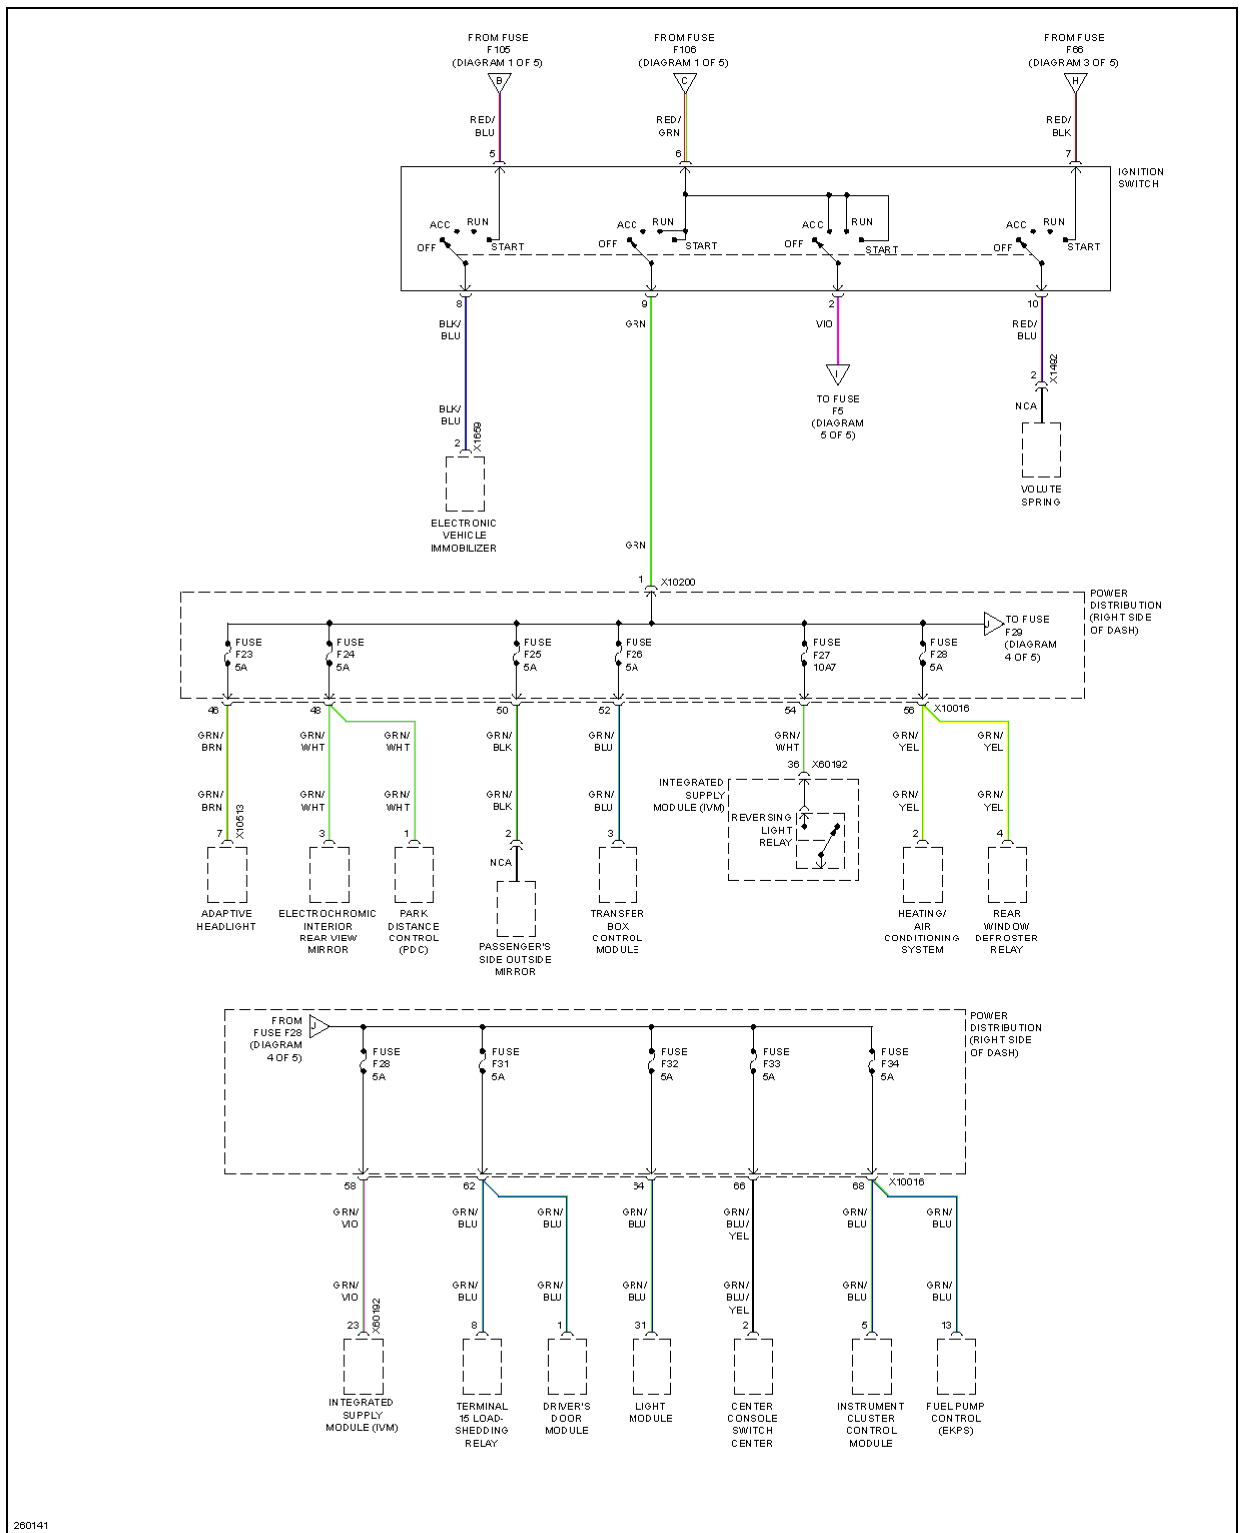 FROM FUSE
F105
(DIAGRAM 1 OF 5)
B
FROM FUSE
F106
(DIAGRAM 1 OF 5)
C
FROM FUSE
F66
(DIAGRAM 3 OF 5)
H
RED/
BLU
5
RED/
GRN
6
RED/
BLK
7
IGNITION
SWITCH
ACC
RUN
OFF
START
ACC
RUN
OFF
START
ACC
RUN
OFF
START
ACC
RUN
OFF
START
8
9
2
10
BLK/
BLU
GRN
VIO
RED/
BLU
2
X1492
I
TO FUSE
F5
(DIAGRAM
5 OF 5)
NCA
BLK/
BLU
2
X1659
VOLUTE
SPRING
ELECTRONIC
VEHICLE
IMMOBILIZER
GRN
1
X10200
POWER
DISTRIBUTION
(RIGHT SIDE
OF DASH)
J
TO FUSE
F29
(DIAGRAM
4 OF 5)
FUSE
F23
5A
FUSE
F24
5A
FUSE
F25
5A
FUSE
F26
5A
FUSE
F27
10A7
FUSE
F28
5A
46
48
50
52
54
56
X10016
GRN/
BRN
GRN/
WHT
GRN/
WHT
GRN/
BLK
GRN/
BLU
GRN/
WHT
GRN/
YEL
GRN/
YEL
36
X60192
INTEGRATED
SUPPLY
MODULE (IVM)
REVERSING
LIGHT
RELAY
GRN/
BRN
GRN/
WHT
GRN/
WHT
GRN/
BLK
GRN/
BLU
GRN/
YEL
GRN/
YEL
7
X10513
3
1
2
3
2
4
NCA
ADAPTIVE
HEADLIGHT
ELECTROCHROMIC
INTERIOR
REAR VIEW
MIRROR
PARK
DISTANCE
CONTROL
(PDC)
PASSENGER'S
SIDE OUTSIDE
MIRROR
TRANSFER
BOX
CONTROL
MODULE
HEATING/
AIR
CONDITIONING
SYSTEM
REAR
WINDOW
DEFROSTER
RELAY
FROM
FUSE F28
(DIAGRAM
4 OF 5)
J
POWER
DISTRIBUTION
(RIGHT SIDE
OF DASH)
FUSE
F28
5A
FUSE
F31
5A
FUSE
F32
5A
FUSE
F33
5A
FUSE
F34
5A
58
62
64
66
68
X10016
GRN/
VIO
GRN/
BLU
GRN/
BLU
GRN/
BLU
GRN/
BLU/
YEL
GRN/
BLU
GRN/
BLU
GRN/
VIO
GRN/
BLU
GRN/
BLU
GRN/
BLU
GRN/
BLU/
YEL
GRN/
BLU
GRN/
BLU
23
X60192
8
1
31
2
5
13
INTEGRATED
SUPPLY
MODULE (IVM)
TERMINAL
15 LOAD-
SHEDDING
RELAY
DRIVER'S
DOOR
MODULE
LIGHT
MODULE
CENTER
CONSOLE
SWITCH
CENTER
INSTRUMENT
CLUSTER
CONTROL
MODULE
FUEL PUMP
CONTROL
(EKPS)
260141